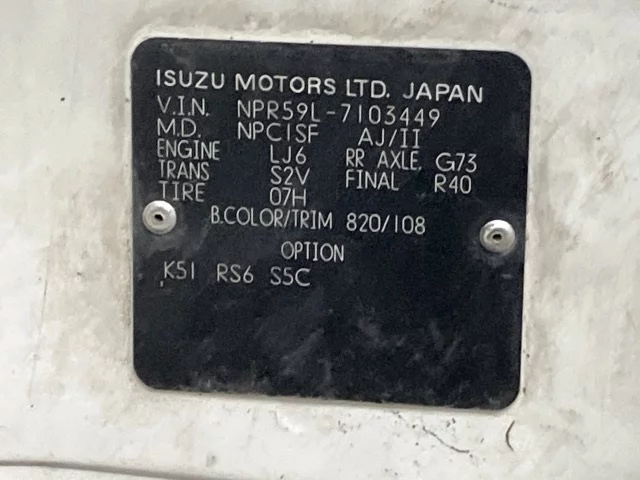 ISUZU MOTORS LTD. JAPAN
V.I.N. NPR59L-7103449
M.D. NPC1SF AJ/II
ENGINE LJ6 RR AXLE, G73
TRANS S2V FINAL R40
TIRE 07H
B.COLOR/TRIM 820/108
OPTION
K51 RS6 S5C